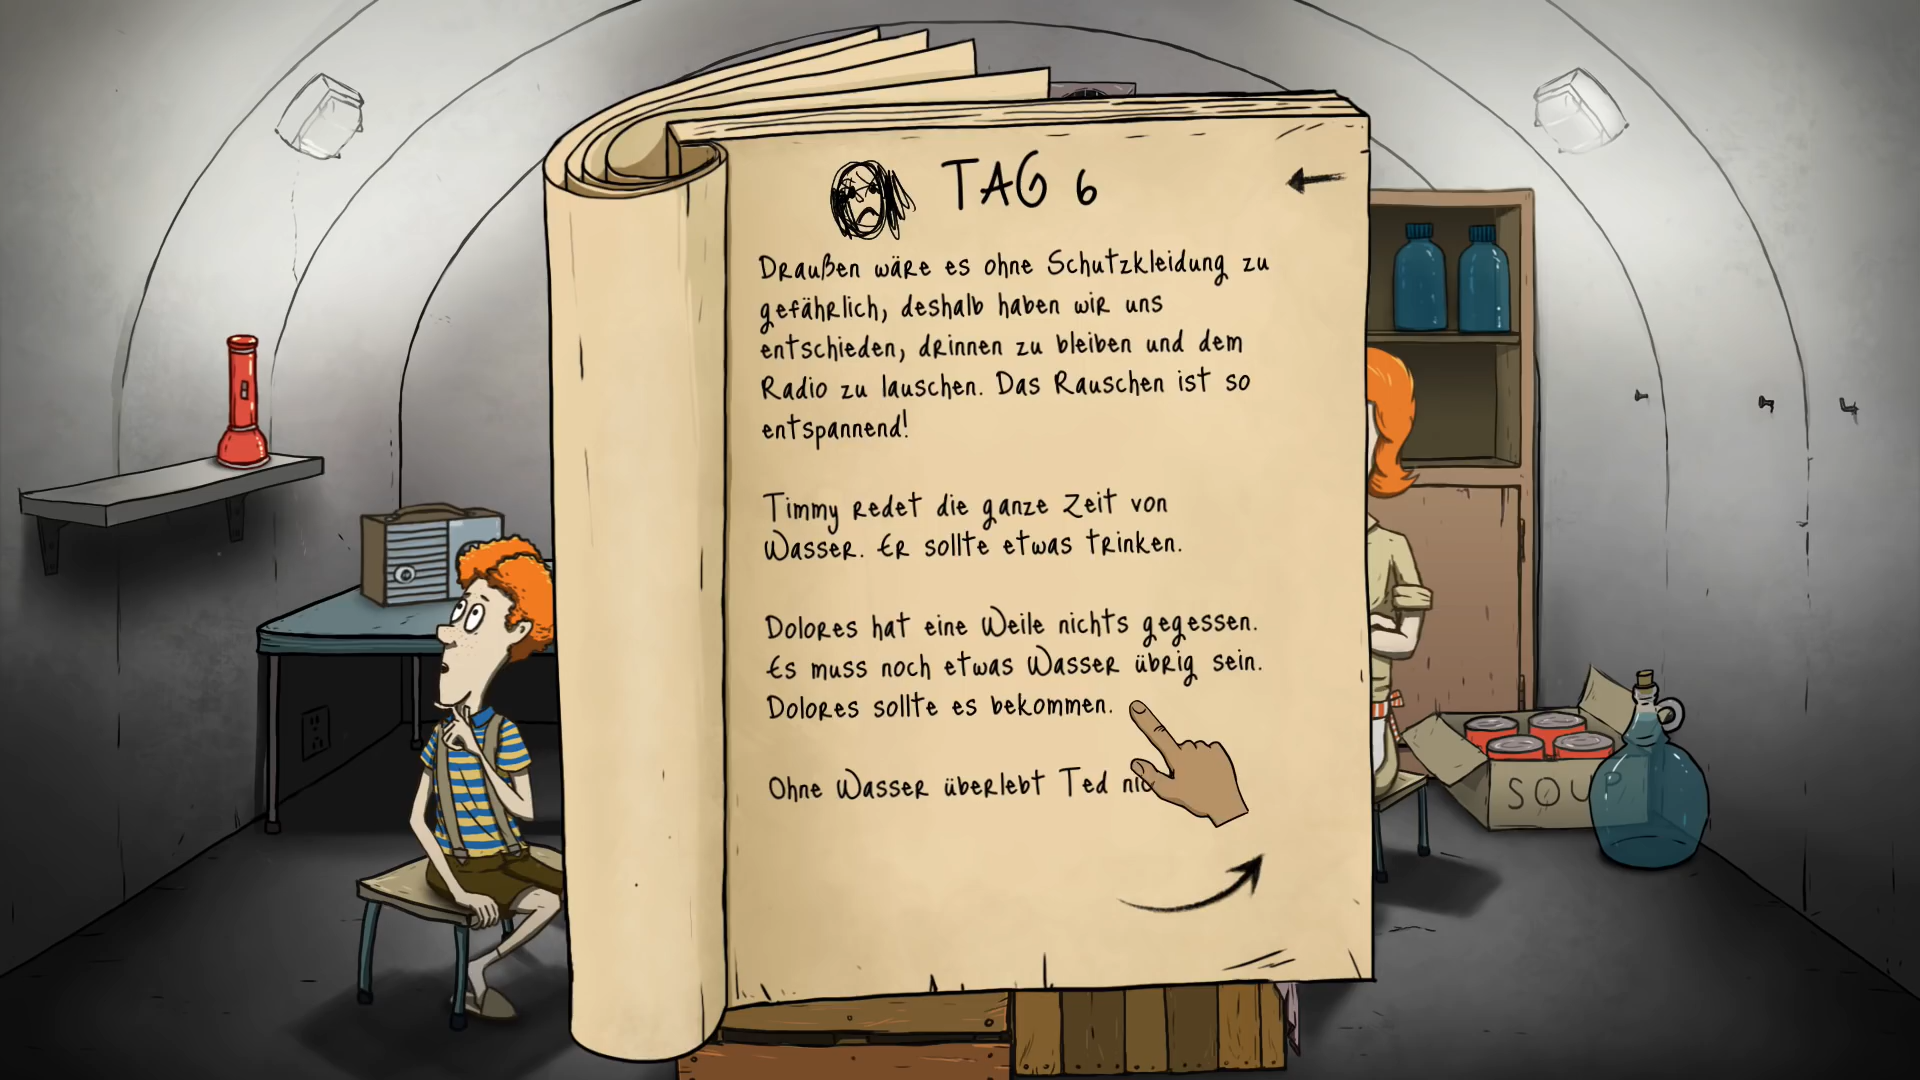 TAG 6
Draußen wäre es ohne Schutzkleidung zu
gefährlich, deshalb haben wir uns
entschieden, drinnen zu bleiben und dem
Radio zu lauschen. Das Rauschen ist so
entspannend!
Timmy redet die ganze Zeit von
Wasser. Er sollte etwas trinken.
Dolores hat eine Weile nichts gegessen.
Es muss noch etwas Wasser übrig sein.
Dolores sollte es bekommen.
Ohne Wasser überlebt Ted
SOU